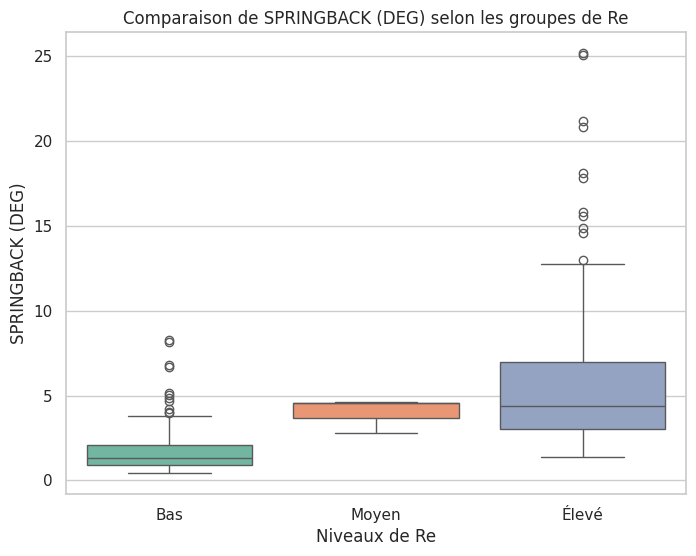 Comparaison de SPRINGBACK (DEG) selon les groupes de Re
SPRINGBACK (DEG)
25
20
15
10
5
0
Bas Moyen Élevé
Niveaux de Re